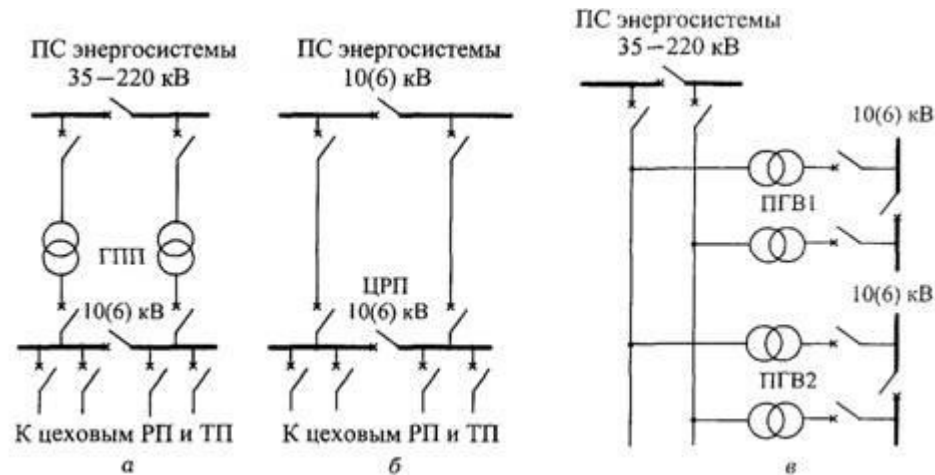 ПС энергосистемы
35—220 кВ
ГПП
10(6) кВ
К цеховым РП и ТП
а
ПС энергосистемы
10(6) кВ
ЦРП
10(6) кВ
К цеховым РП и ТП
б
ПС энергосистемы
35—220 кВ
10(6) кВ
ПГВ1
10(6) кВ
ПГВ2
в